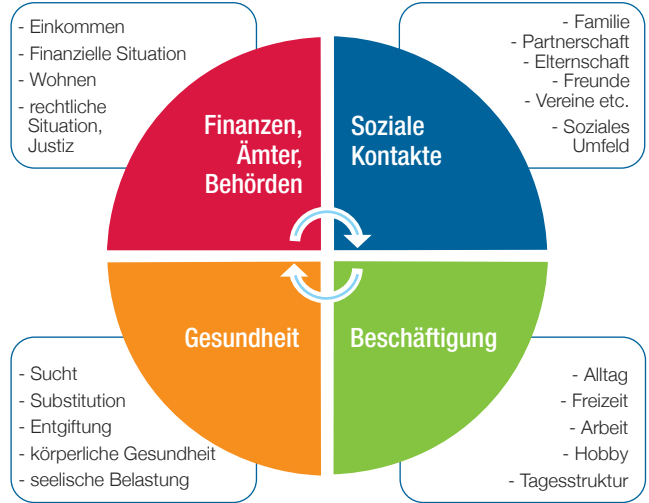 - Einkommen
- Finanzielle Situation
- Wohnen
- rechtliche
Situation,
Justiz
- Familie
- Partnerschaft
- Elternschaft
- Freunde
- Vereine etc.
- Soziales
Umfeld
Finanzen,
Ämter,
Behörden
Soziale
Kontakte
Gesundheit
Beschäftigung
- Sucht
- Substitution
- Entgiftung
- körperliche Gesundheit
- seelische Belastung
- Alltag
- Freizeit
- Arbeit
- Hobby
- Tagesstruktur